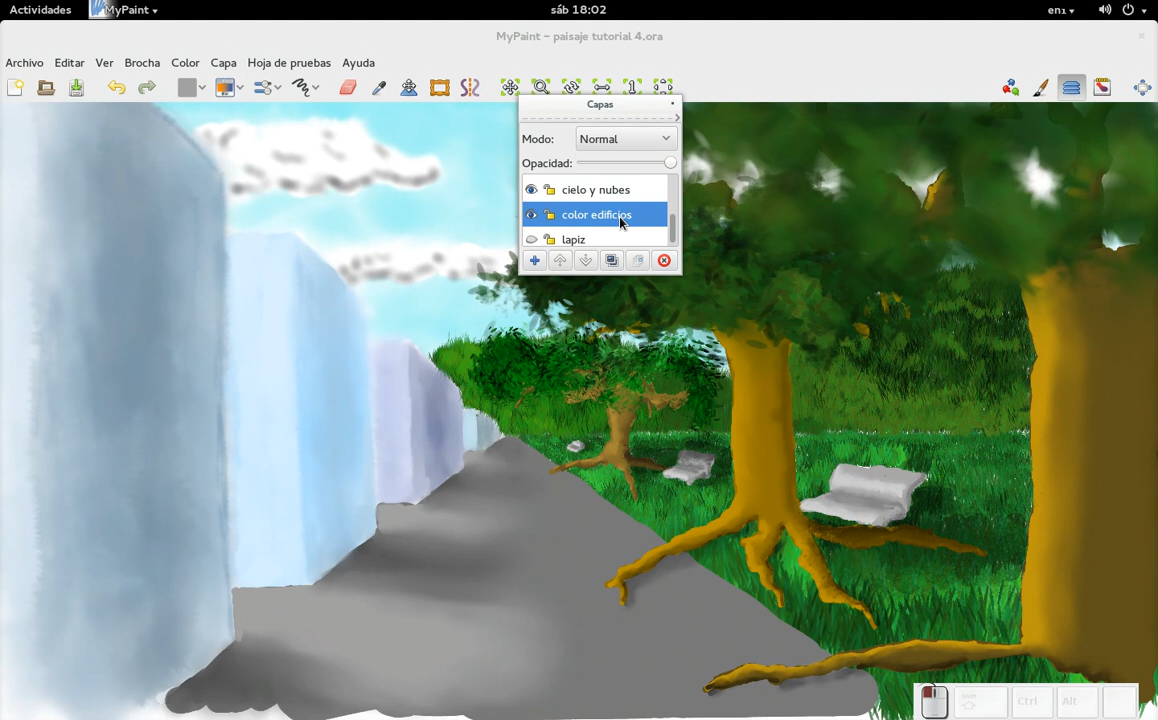 Actividades MyPaint sáb 18:02 en₁
MyPaint – paisaje tutorial 4.ora
Archivo Editar Ver Brocha Color Capa Hoja de pruebas Ayuda
Capas
Modo: Normal
Opacidad:
cielo y nubes
color edificios
lapiz
Ctrl Alt